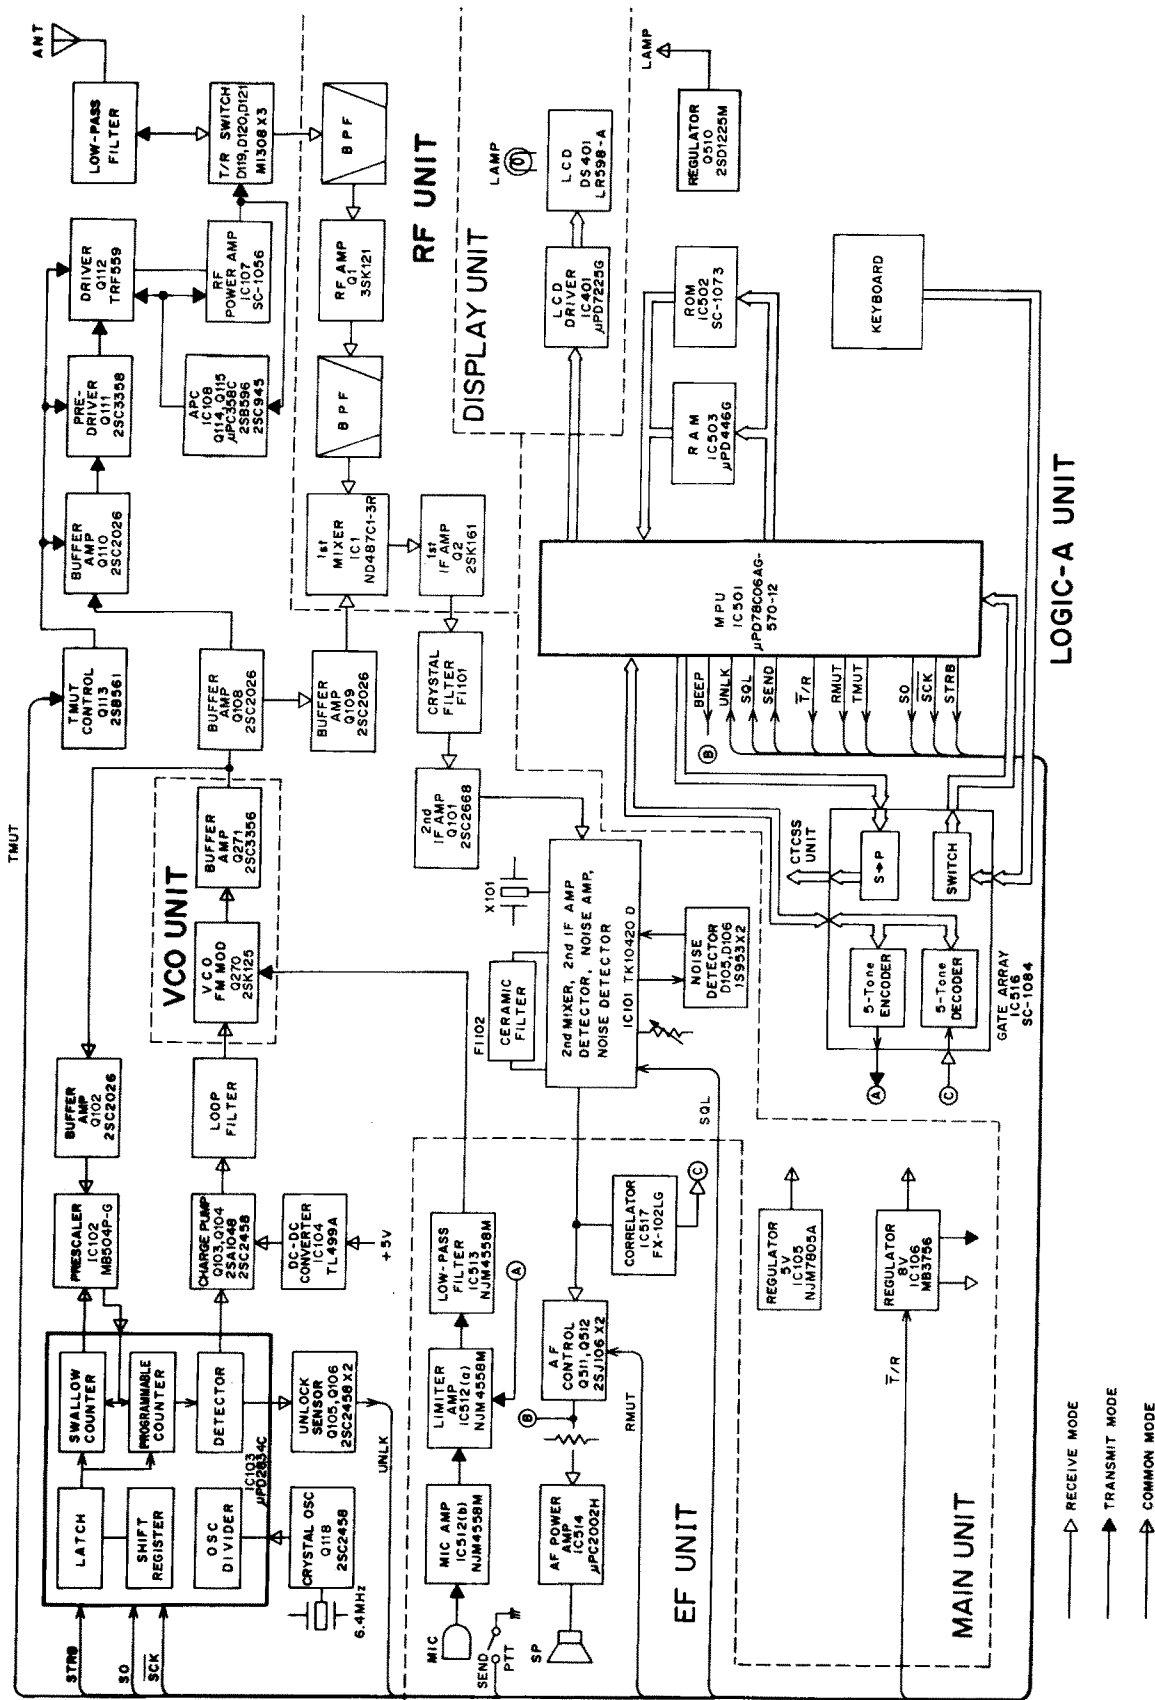 ANT
LOW-PASS
FILTER
T/R SWITCH
D119, D120, D121
MI308 X 3
DRIVER
Q112
TRF559
RF
POWER AMP
IC107
SC-1056
PRE-
DRIVER
Q111
2SC3358
APC
IC108
Q114, Q115
µPC358C
2SB596
2SC945
BUFFER
AMP
Q110
2SC2026
TMUT
CONTROL
Q113
2SB561
BUFFER
AMP
Q108
2SC2026
BUFFER
AMP
Q109
2SC2026
TMUT
VCO UNIT
BUFFER
AMP
Q271
2SC3356
VCO
FM MOD
Q270
2SK125
BUFFER
AMP
Q102
2SC2026
LOOP
FILTER
PRESCALER
IC102
MB504P-G
CHARGE PUMP
Q103, Q104
2SA1048
2SC2458
DC-DC
CONVERTER
IC104
TL499A
+5V
SWALLOW
COUNTER
PROGRAMMABLE
COUNTER
DETECTOR
LATCH
SHIFT
REGISTER
OSC
DIVIDER
IC103
µPD2834C
UNLOCK
SENSOR
Q105, Q106
2SC2458 X2
UNLK
CRYSTAL OSC
Q118
2SC2458
6.4MHz
STRB
SO
SCK
RF UNIT
BPF
RF AMP
Q1
3SK121
BPF
1st
MIXER
IC1
ND487C1-3R
1st
IF AMP
Q2
2SK161
CRYSTAL
FILTER
FI101
2nd
IF AMP
Q101
2SC2668
X101
FI102
CERAMIC
FILTER
2nd MIXER, 2nd IF AMP
DETECTOR, NOISE AMP,
NOISE DETECTOR
IC101 TK10420 D
NOISE
DETECTOR
D105, D106
1S953X2
SQL
DISPLAY UNIT
LAMP
LCD
DS401
LR598-A
LCD
DRIVER
IC401
µPD7225G
LAMP
REGULATOR
Q510
2SD1225M
ROM
IC502
SC-1073
RAM
IC503
µPD446G
KEYBOARD
LOGIC-A UNIT
MPU
IC501
µPD78C06AG-
570-12
BEEP
UNLK
SQL
SEND
T/R
RMUT
TMUT
SO
SCK
STRB
B
CTCSS
UNIT
S➔P
SWITCH
5-Tone
ENCODER
5-Tone
DECODER
GATE ARRAY
IC516
SC-1084
A
C
EF UNIT
LOW-PASS
FILTER
IC513
NJM4558M
LIMITER
AMP
IC512(a)
NJM4558M
A
MIC AMP
IC512(b)
NJM4558M
MIC
SEND
PTT
SP
AF POWER
AMP
IC514
µPC2002H
B
AF
CONTROL
Q511, Q512
2SJ106 X2
RMUT
CORRELATOR
IC517
FX-102LG
C
MAIN UNIT
REGULATOR
5V
IC105
NJM7805A
REGULATOR
8V
IC106
MB3756
T/R
RECEIVE MODE
TRANSMIT MODE
COMMON MODE